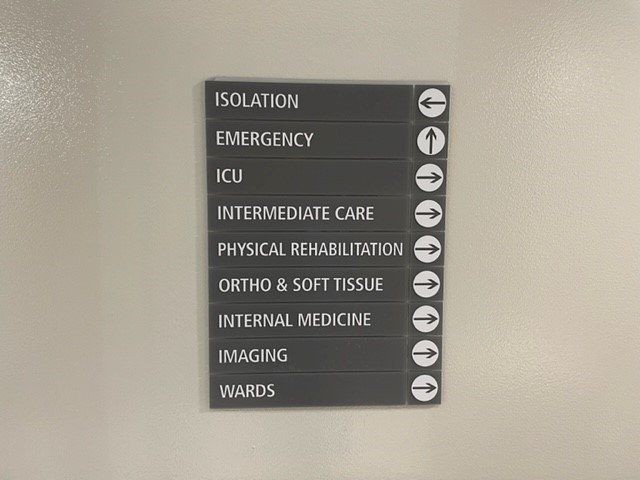 ISOLATION ←
EMERGENCY ↑
ICU →
INTERMEDIATE CARE →
PHYSICAL REHABILITATION →
ORTHO & SOFT TISSUE →
INTERNAL MEDICINE →
IMAGING →
WARDS →